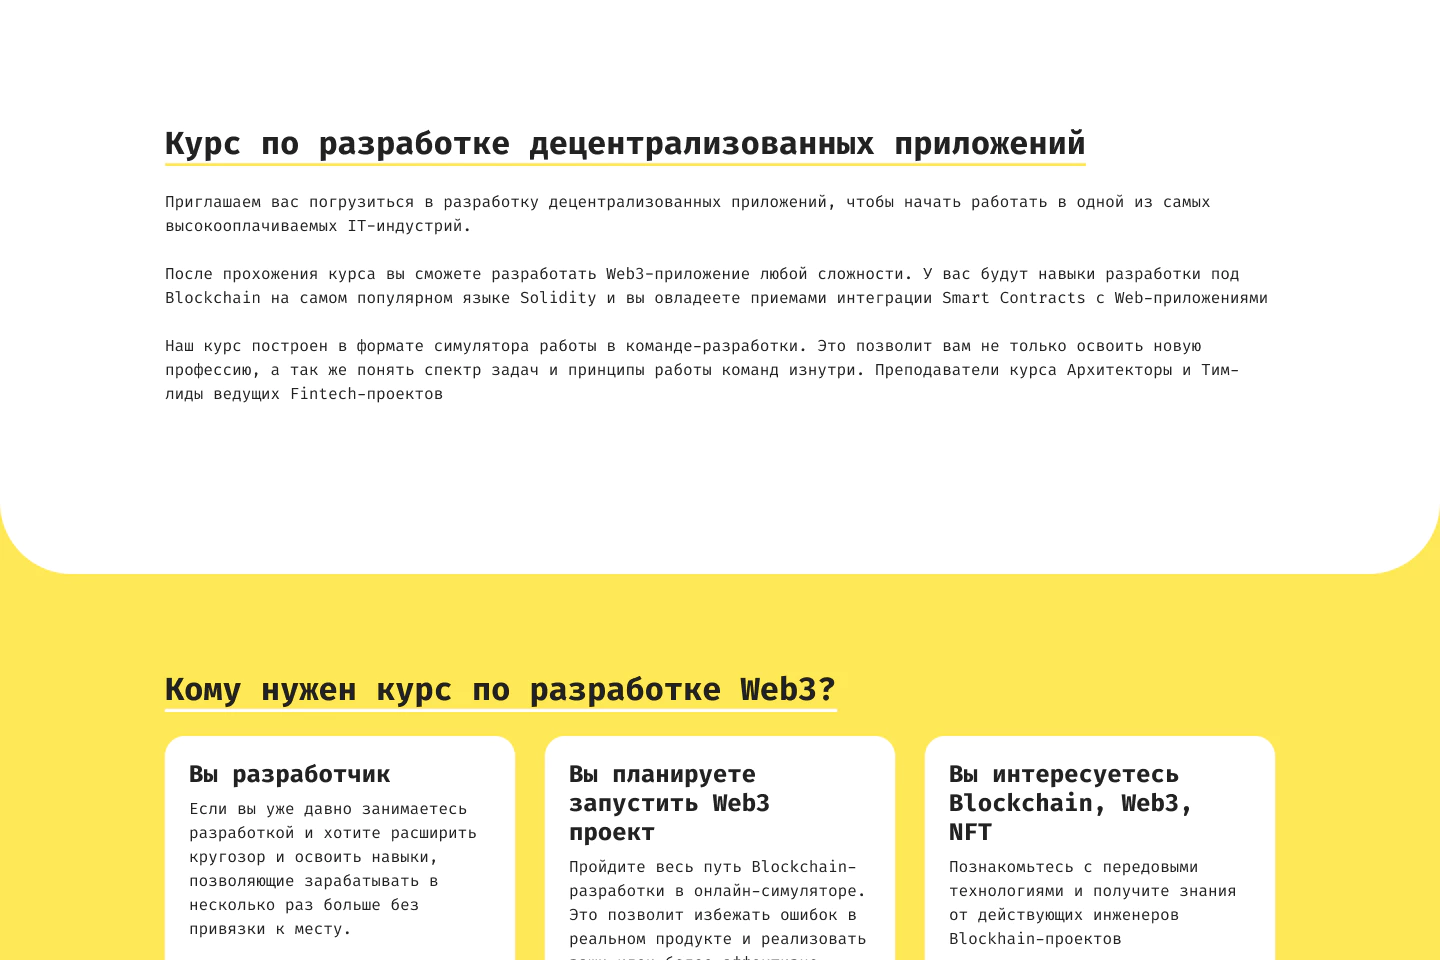 Курс по разработке децентрализованных приложений
Приглашаем вас погрузиться в разработку децентрализованных приложений, чтобы начать работать в одной из самых
высокооплачиваемых IT-индустрий.
После прохожения курса вы сможете разработать Web3-приложение любой сложности. У вас будут навыки разработки под
Blockchain на самом популярном языке Solidity и вы овладеете приемами интеграции Smart Contracts с Web-приложениями
Наш курс построен в формате симулятора работы в команде-разработки. Это позволит вам не только освоить новую
профессию, а так же понять спектр задач и принципы работы команд изнутри. Преподаватели курса Архитекторы и Тим-
лиды ведущих Fintech-проектов
Кому нужен курс по разработке Web3?
Вы разработчик
Если вы уже давно занимаетесь
разработкой и хотите расширить
кругозор и освоить навыки,
позволяющие зарабатывать в
несколько раз больше без
привязки к месту.
Вы планируете
запустить Web3
проект
Пройдите весь путь Blockchain-
разработки в онлайн-симуляторе.
Это позволит избежать ошибок в
реальном продукте и реализовать
Вы интересуетесь
Blockchain, Web3,
NFT
Познакомьтесь с передовыми
технологиями и получите знания
от действующих инженеров
Blockhain-проектов